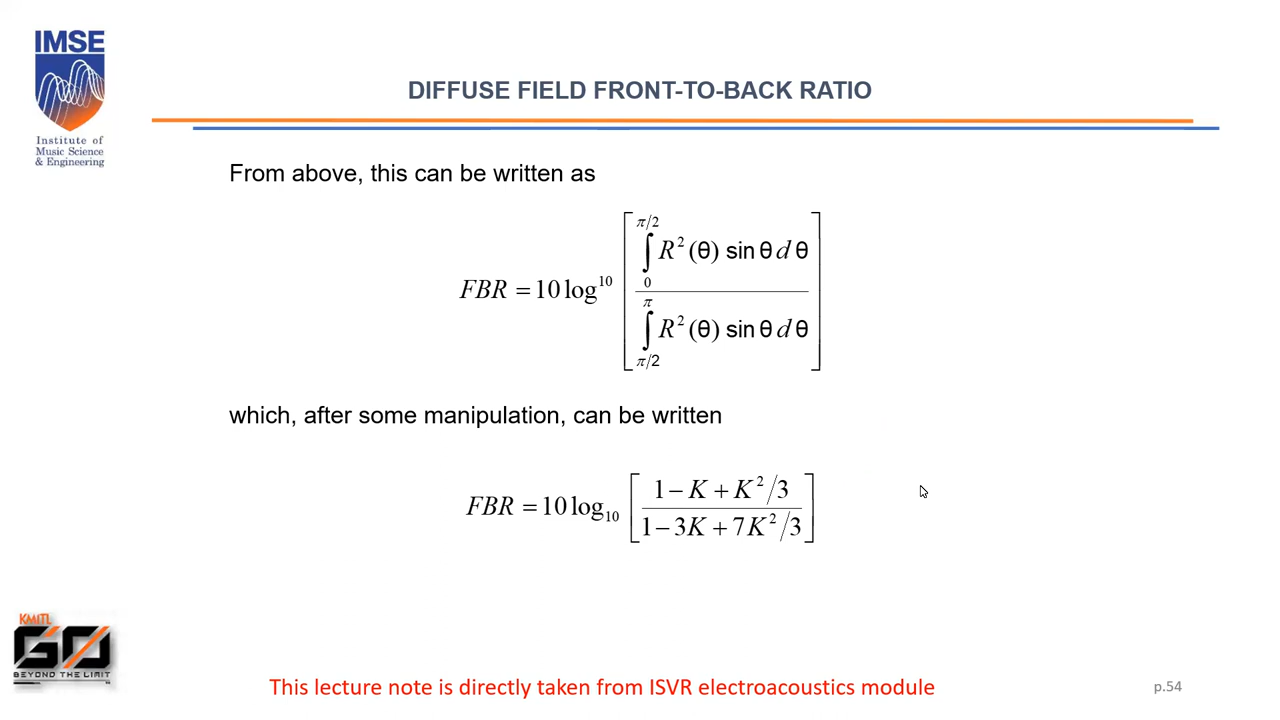 IMSE
Institute of
Music Science
& Engineering
DIFFUSE FIELD FRONT-TO-BACK RATIO
From above, this can be written as
FBR = 10 log^10 [ ∫_0^{π/2} R²(θ) sin θ d θ / ∫_{π/2}^{π} R²(θ) sin θ d θ ]
which, after some manipulation, can be written
FBR = 10 log_10 [ (1 − K + K²/3) / (1 − 3K + 7K²/3) ]
KMITL
GO
BEYOND THE LIMIT
This lecture note is directly taken from ISVR electroacoustics module
p.54